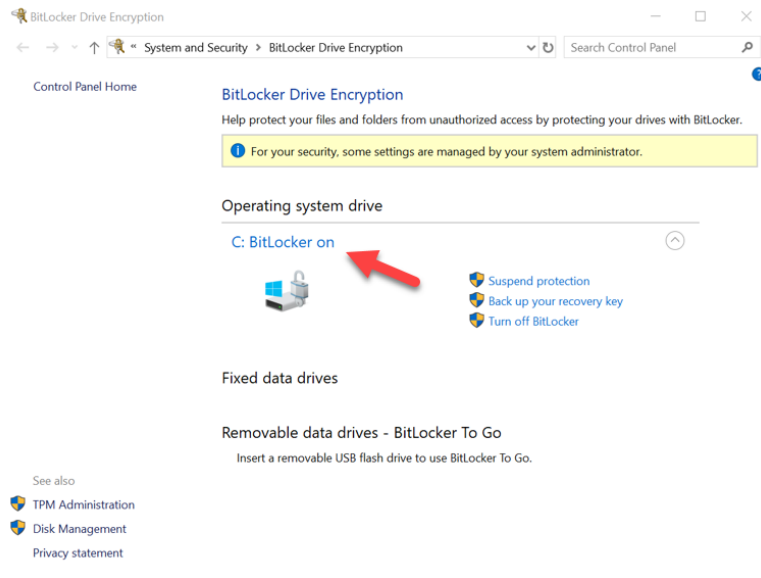 BitLocker Drive Encryption
« System and Security > BitLocker Drive Encryption
Search Control Panel
?
Control Panel Home
BitLocker Drive Encryption
Help protect your files and folders from unauthorized access by protecting your drives with BitLocker.
i For your security, some settings are managed by your system administrator.
Operating system drive
C: BitLocker on
Suspend protection
Back up your recovery key
Turn off BitLocker
Fixed data drives
Removable data drives - BitLocker To Go
Insert a removable USB flash drive to use BitLocker To Go.
See also
TPM Administration
Disk Management
Privacy statement